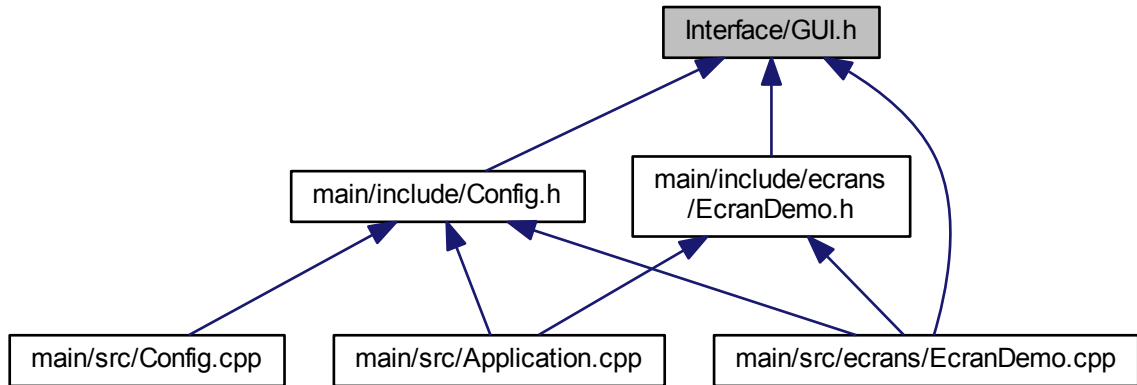 Interface/GUI.h
main/include/Config.h
main/include/ecrans
/EcranDemo.h
main/src/Config.cpp
main/src/Application.cpp
main/src/ecrans/EcranDemo.cpp